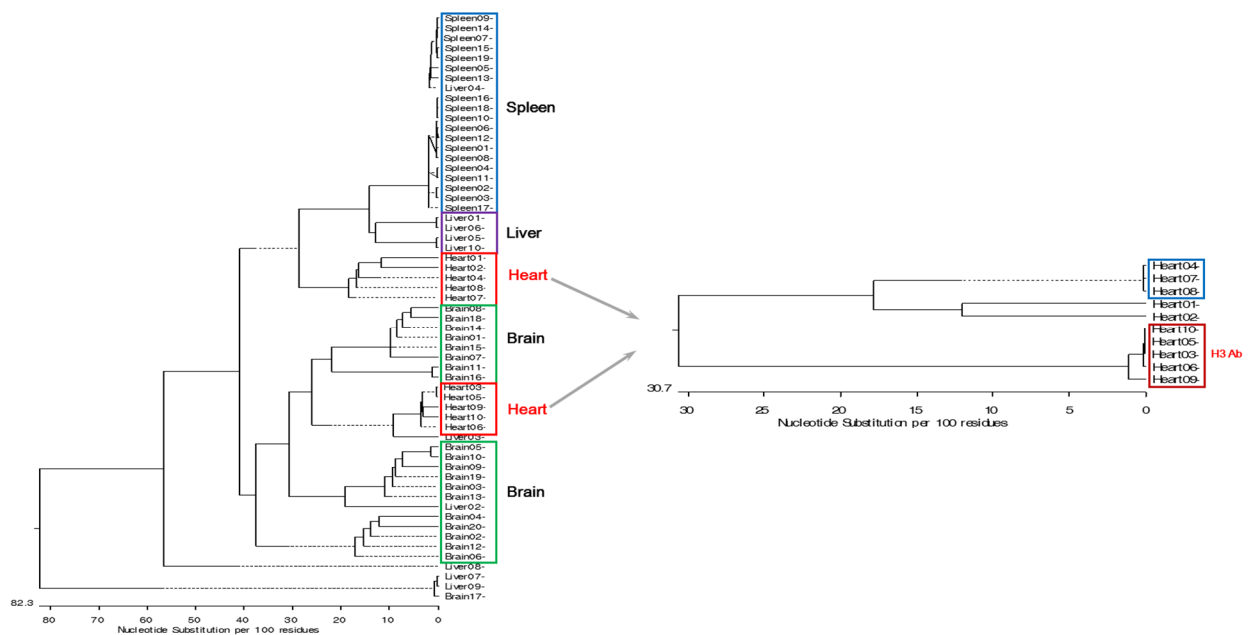 Spleen09-
Spleen14-
Spleen07-
Spleen15-
Spleen19-
Spleen05-
Spleen13-
Liver04-
Spleen16-
Spleen18-
Spleen10-
Spleen06-
Spleen12-
Spleen01-
Spleen08-
Spleen04-
Spleen11-
Spleen02-
Spleen03-
Spleen17-
Spleen
Liver01-
Liver06-
Liver05-
Liver10-
Liver
Heart01-
Heart02-
Heart04-
Heart08-
Heart07-
Heart
Brain08-
Brain18-
Brain14-
Brain01-
Brain15-
Brain07-
Brain11-
Brain16-
Brain
Heart03-
Heart05-
Heart09-
Heart10-
Heart06-
Heart
Liver03-
Brain05-
Brain10-
Brain09-
Brain19-
Brain03-
Brain13-
Liver02-
Brain04-
Brain20-
Brain02-
Brain12-
Brain06-
Brain
Liver08-
Liver07-
Liver09-
Brain17-
82.3
80 70 60 50 40 30 20 10 0
Nucleotide Substitution per 100 residues
Heart04-
Heart07-
Heart08-
Heart01-
Heart02-
Heart10-
Heart05-
Heart03-
Heart06-
Heart09-
H3Ab
30.7
30 25 20 15 10 5 0
Nucleotide Substitution per 100 residues